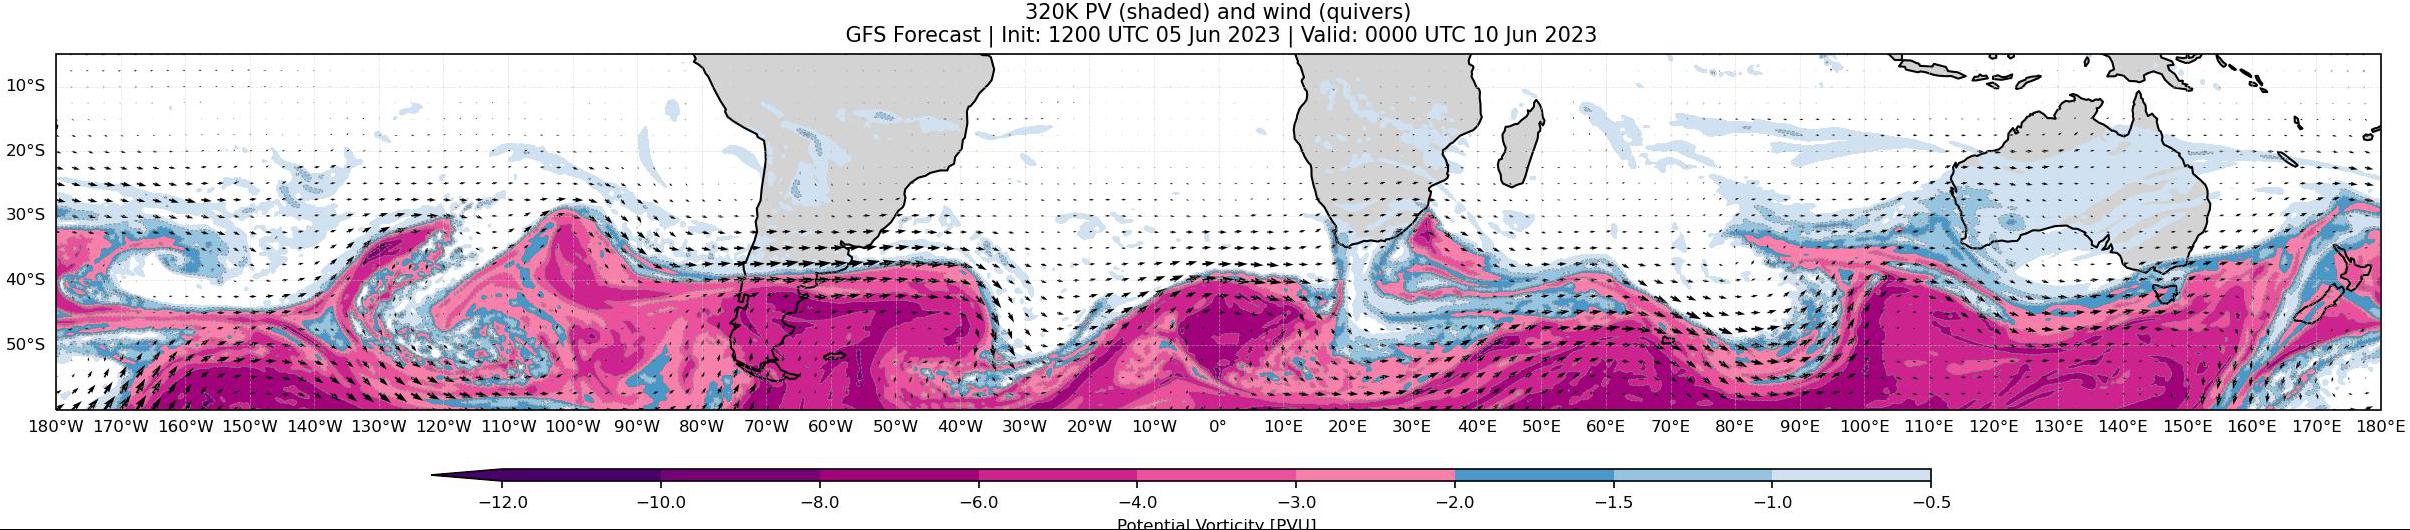 320K PV (shaded) and wind (quivers)
GFS Forecast | Init: 1200 UTC 05 Jun 2023 | Valid: 0000 UTC 10 Jun 2023
10°S
20°S
30°S
40°S
50°S
180°W 170°W 160°W 150°W 140°W 130°W 120°W 110°W 100°W 90°W 80°W 70°W 60°W 50°W 40°W 30°W 20°W 10°W 0° 10°E 20°E 30°E 40°E 50°E 60°E 70°E 80°E 90°E 100°E 110°E 120°E 130°E 140°E 150°E 160°E 170°E 180°E
−12.0 −10.0 −8.0 −6.0 −4.0 −3.0 −2.0 −1.5 −1.0 −0.5
Potential Vorticity [PVU]